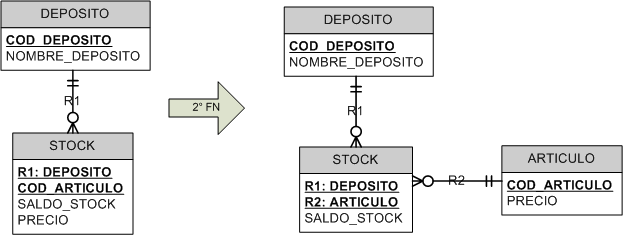 DEPOSITO
COD_DEPOSITO
NOMBRE_DEPOSITO
R1
STOCK
R1: DEPOSITO
COD_ARTICULO
SALDO_STOCK
PRECIO
2° FN
DEPOSITO
COD_DEPOSITO
NOMBRE_DEPOSITO
R1
STOCK
R1: DEPOSITO
R2: ARTICULO
SALDO_STOCK
R2
ARTICULO
COD_ARTICULO
PRECIO